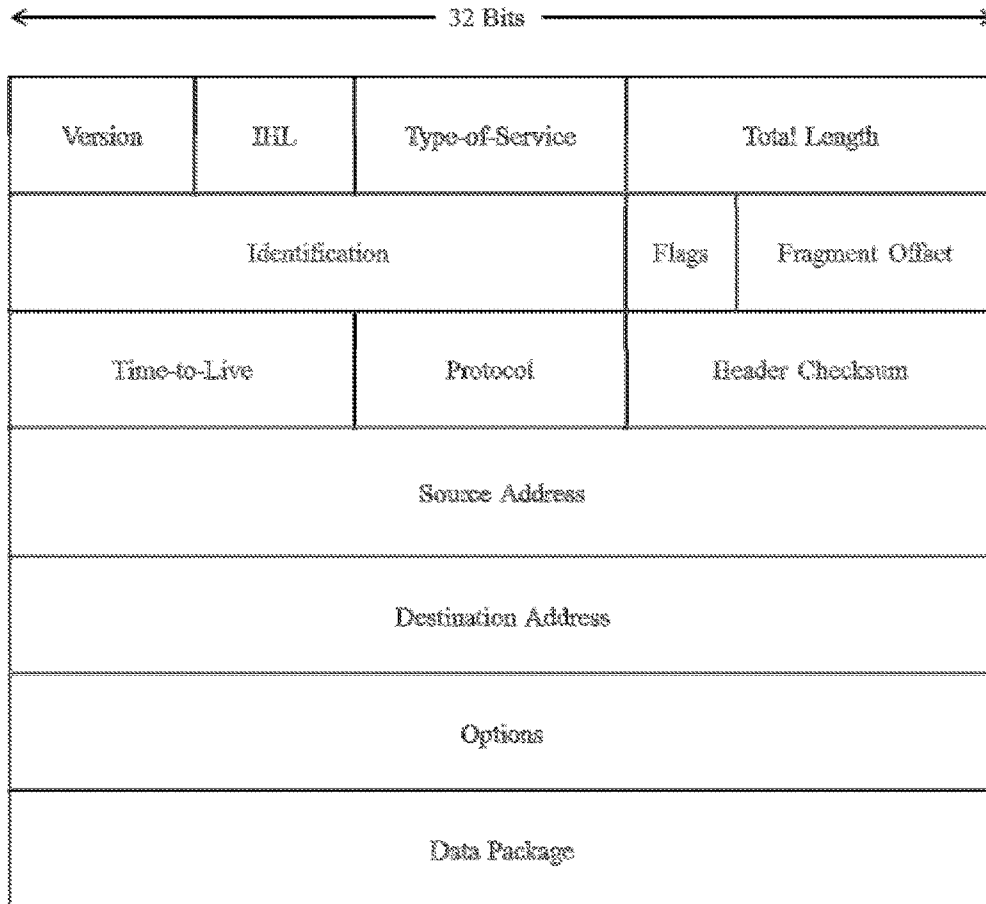 32 Bits
Version IHL Type-of-Service Total Length
Identification Flags Fragment Offset
Time-to-Live Protocol Header Checksum
Source Address
Destination Address
Options
Data Package